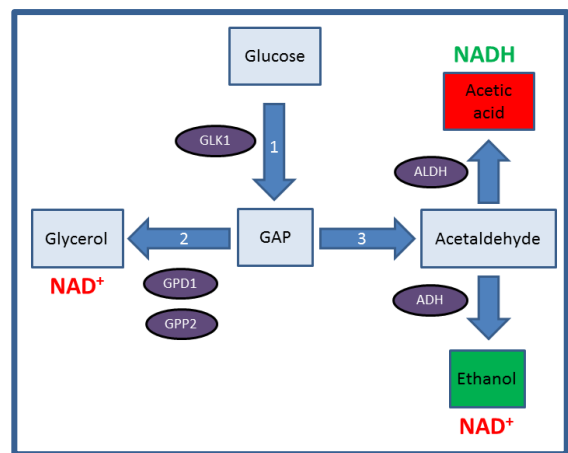 Glucose
NADH
Acetic
acid
GLK1
1
ALDH
Glycerol
2
GAP
3
Acetaldehyde
NAD⁺
GPD1
GPP2
ADH
Ethanol
NAD⁺